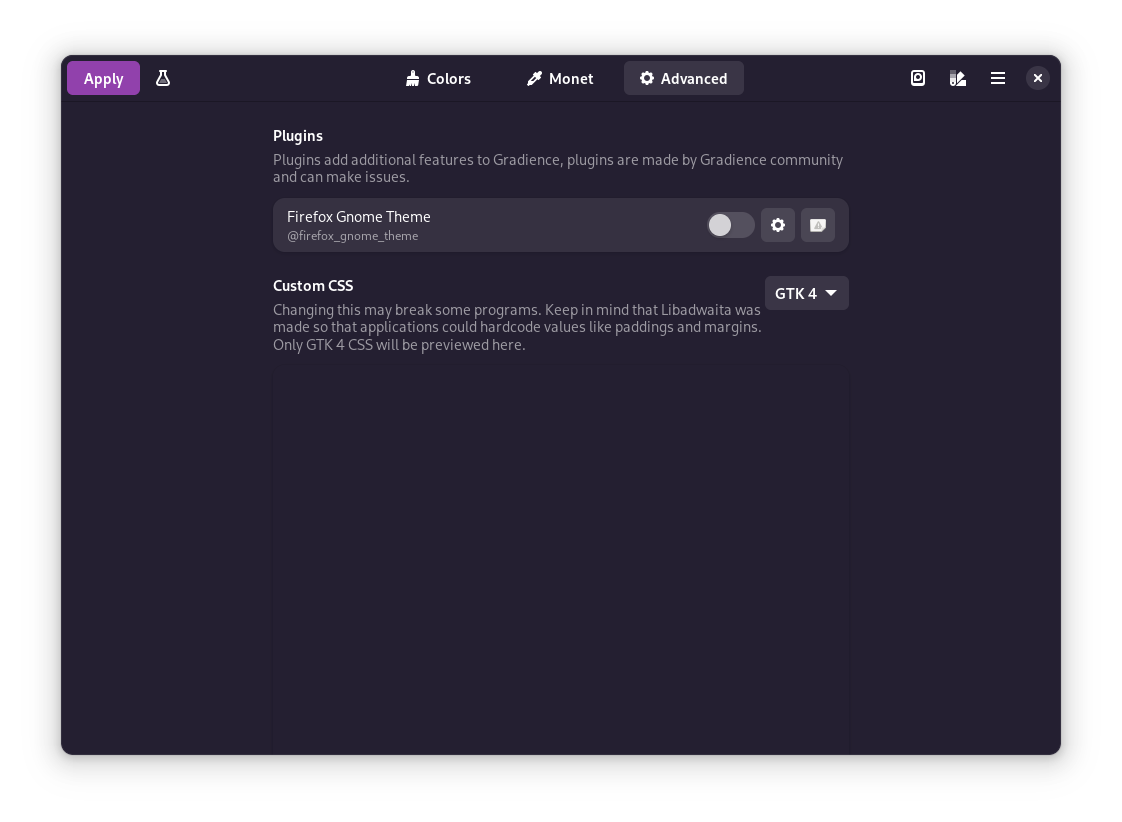 Apply
Colors
Monet
Advanced
Plugins
Plugins add additional features to Gradience, plugins are made by Gradience community
and can make issues.
Firefox Gnome Theme
@firefox_gnome_theme
Custom CSS
GTK 4
Changing this may break some programs. Keep in mind that Libadwaita was
made so that applications could hardcode values like paddings and margins.
Only GTK 4 CSS will be previewed here.